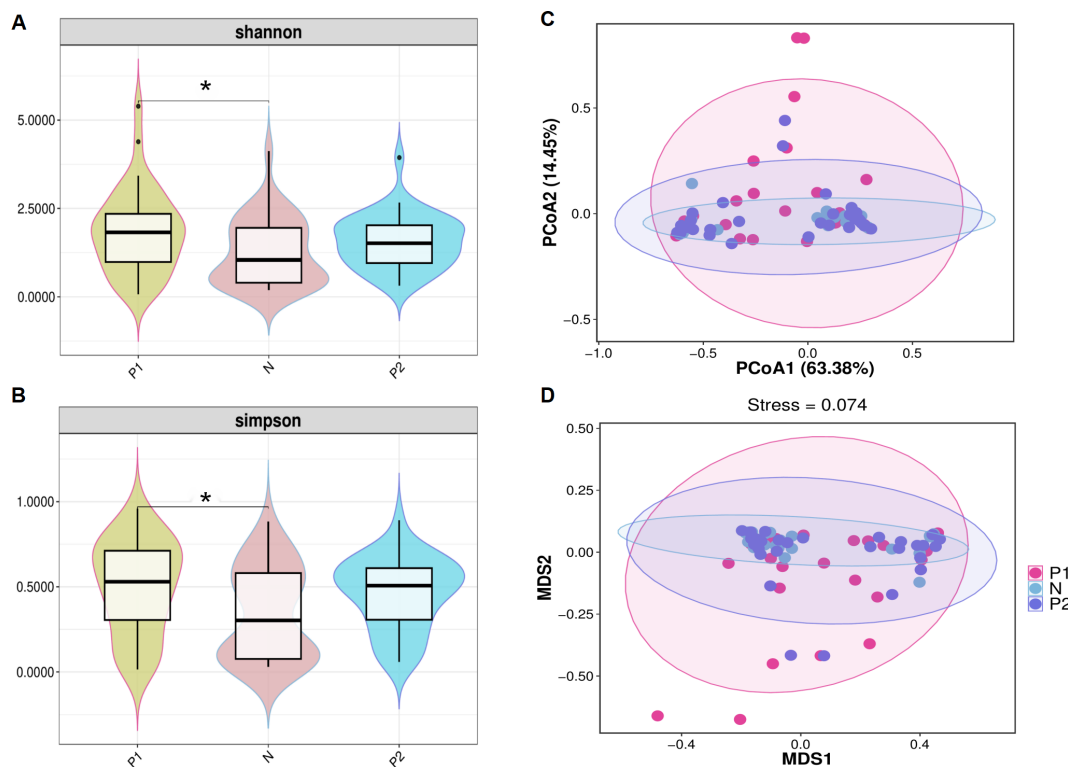 A
shannon
*
5.0000
2.5000
0.0000
P1
N
P2
B
simpson
*
1.0000
0.5000
0.0000
P1
N
P2
C
PCoA2 (14.45%)
0.5
0.0
−0.5
−1.0
−0.5
0.0
0.5
PCoA1 (63.38%)
D
Stress = 0.074
MDS2
0.50
0.25
0.00
−0.25
−0.50
−0.4
0.0
0.4
MDS1
P1
N
P2